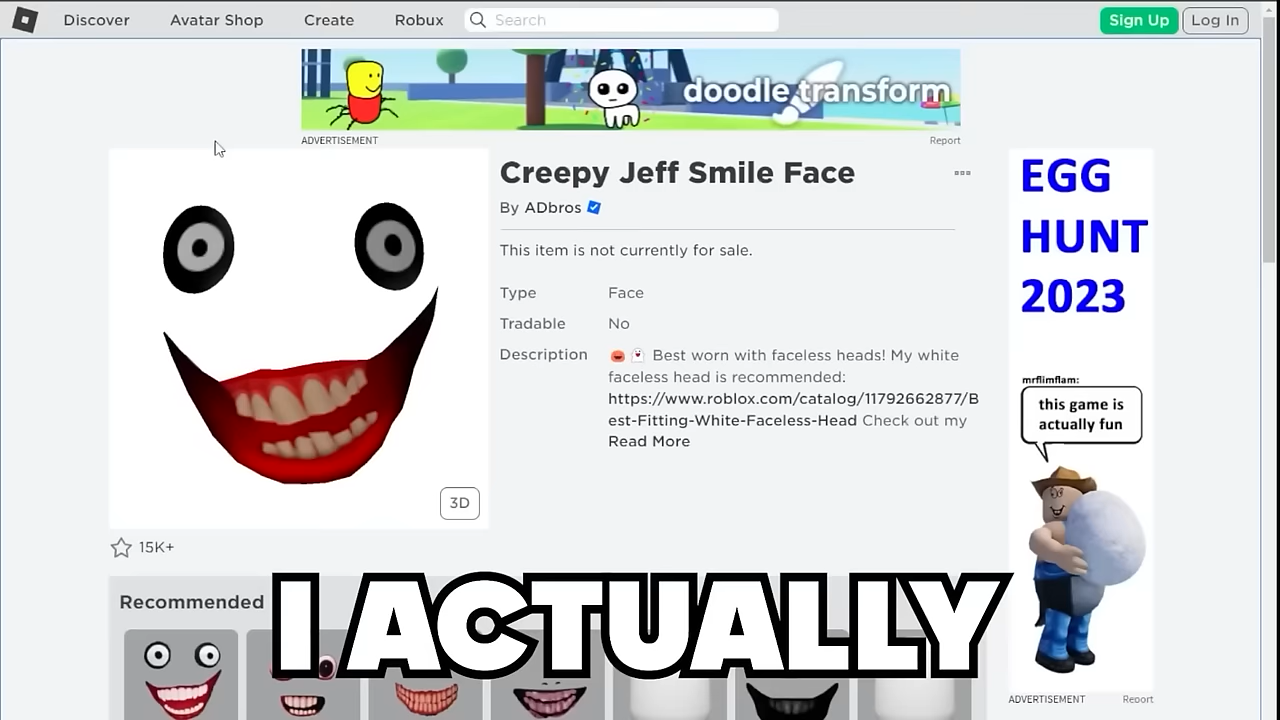 Discover
Avatar Shop
Create
Robux
Search
Sign Up
Log In
doodle transform
ADVERTISEMENT
Report
Creepy Jeff Smile Face
By ADbros
This item is not currently for sale.
Type Face
Tradable No
Description Best worn with faceless heads! My white
faceless head is recommended:
https://www.roblox.com/catalog/11792662877/B
est-Fitting-White-Faceless-Head Check out my
Read More
3D
15K+
EGG
HUNT
2023
mrflimflam:
this game is
actually fun
ADVERTISEMENT
Report
Recommended
I ACTUALLY